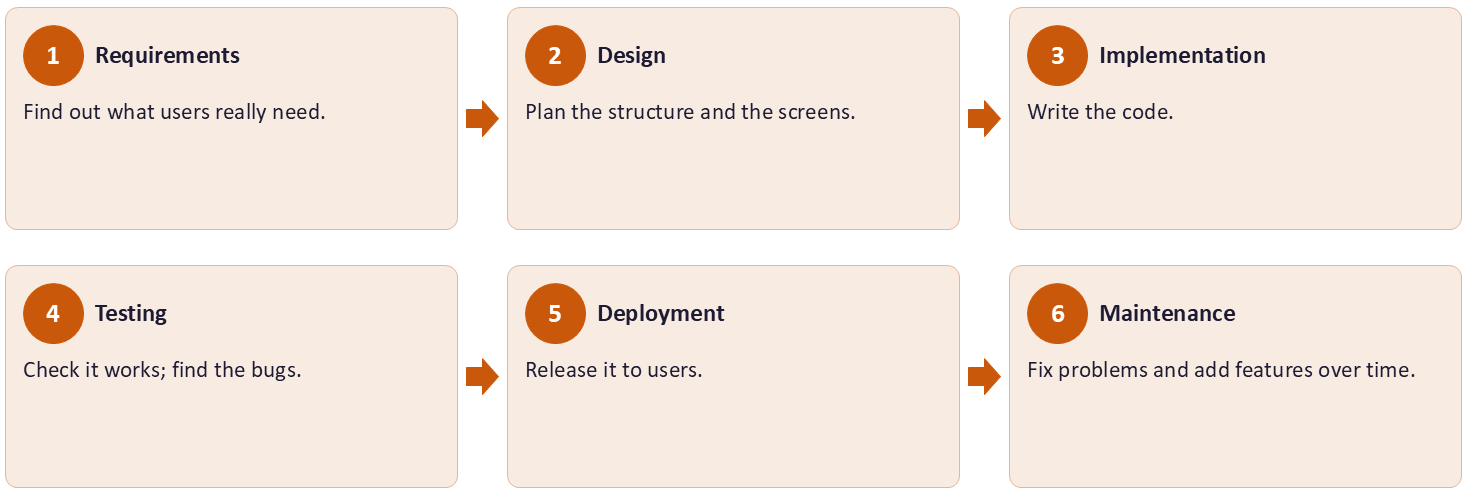 1 Requirements
Find out what users really need.
2 Design
Plan the structure and the screens.
3 Implementation
Write the code.
4 Testing
Check it works; find the bugs.
5 Deployment
Release it to users.
6 Maintenance
Fix problems and add features over time.